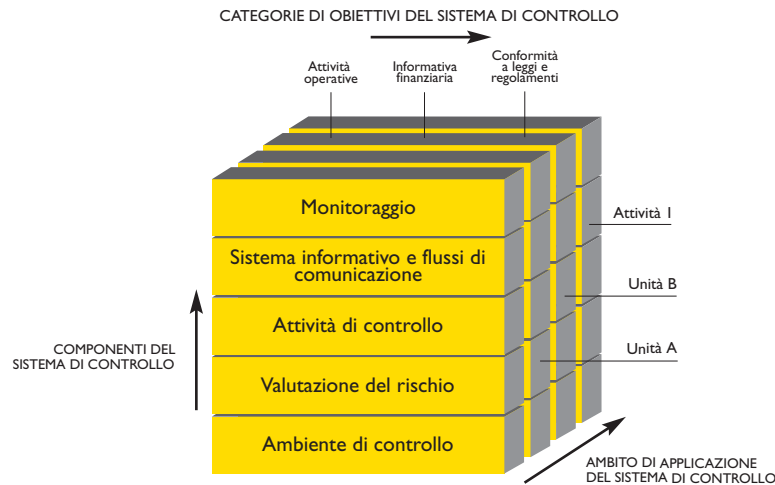 CATEGORIE DI OBIETTIVI DEL SISTEMA DI CONTROLLO
Attività
operative
Informativa
finanziaria
Conformità
a leggi e
regolamenti
Monitoraggio
Sistema informativo e flussi di
comunicazione
Attività di controllo
Valutazione del rischio
Ambiente di controllo
Attività 1
Unità B
Unità A
COMPONENTI DEL
SISTEMA DI CONTROLLO
AMBITO DI APPLICAZIONE
DEL SISTEMA DI CONTROLLO